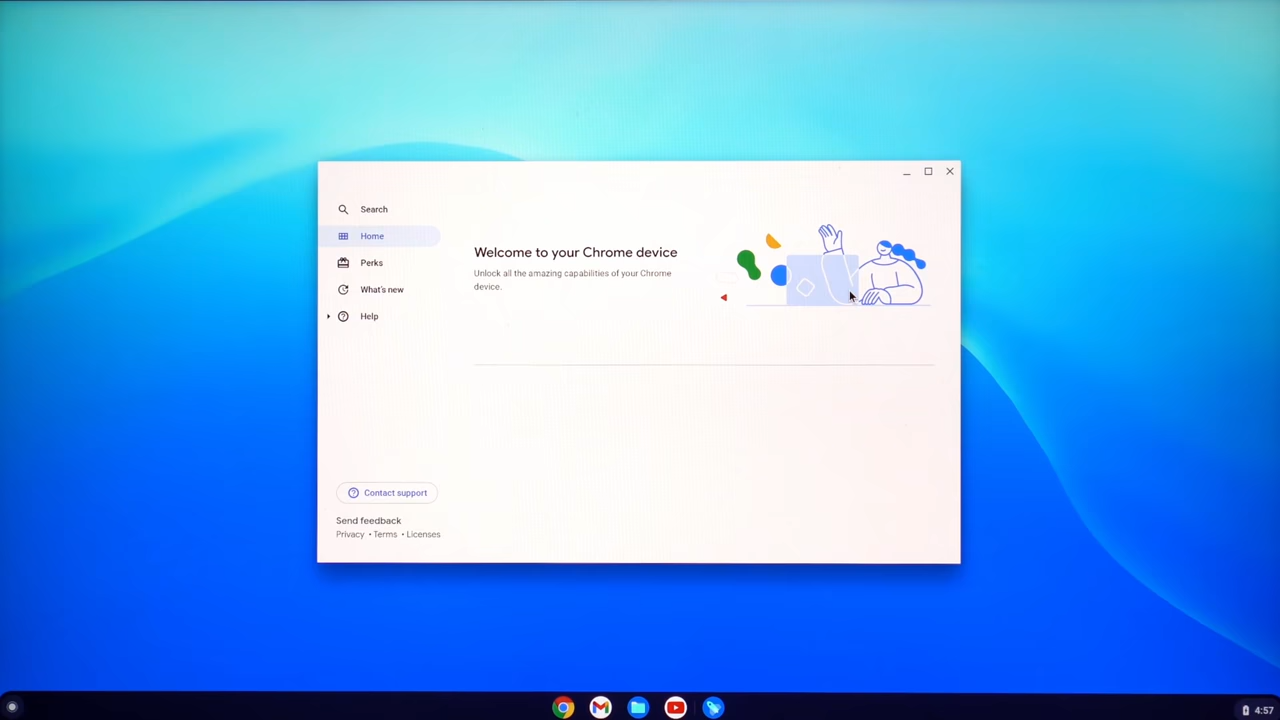 Search
Home
Perks
What's new
Help
Welcome to your Chrome device
Unlock all the amazing capabilities of your Chrome
device.
Contact support
Send feedback
Privacy • Terms • Licenses
4:57